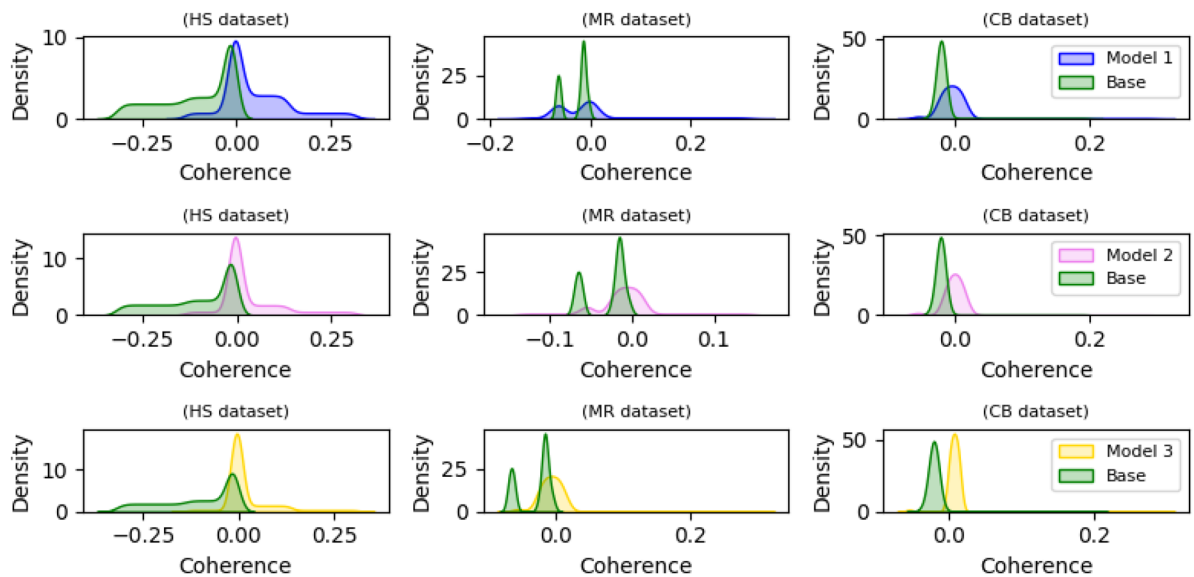 (HS dataset)
(MR dataset)
(CB dataset)
Density
10
0
−0.25
0.00
0.25
Coherence
Density
25
0
−0.2
0.0
0.2
Coherence
Density
50
0
0.0
0.2
Coherence
Model 1
Base
(HS dataset)
(MR dataset)
(CB dataset)
Density
10
0
−0.25
0.00
0.25
Coherence
Density
25
0
−0.1
0.0
0.1
Coherence
Density
50
0
0.0
0.2
Coherence
Model 2
Base
(HS dataset)
(MR dataset)
(CB dataset)
Density
10
0
−0.25
0.00
0.25
Coherence
Density
25
0
0.0
0.2
Coherence
Density
50
0
0.0
0.2
Coherence
Model 3
Base